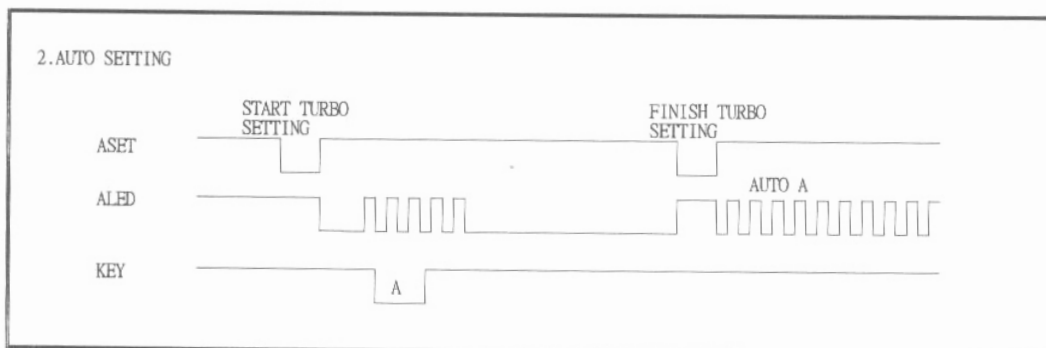 2.AUTO SETTING
START TURBO
SETTING
FINISH TURBO
SETTING
ASET
ALED
AUTO A
KEY
A